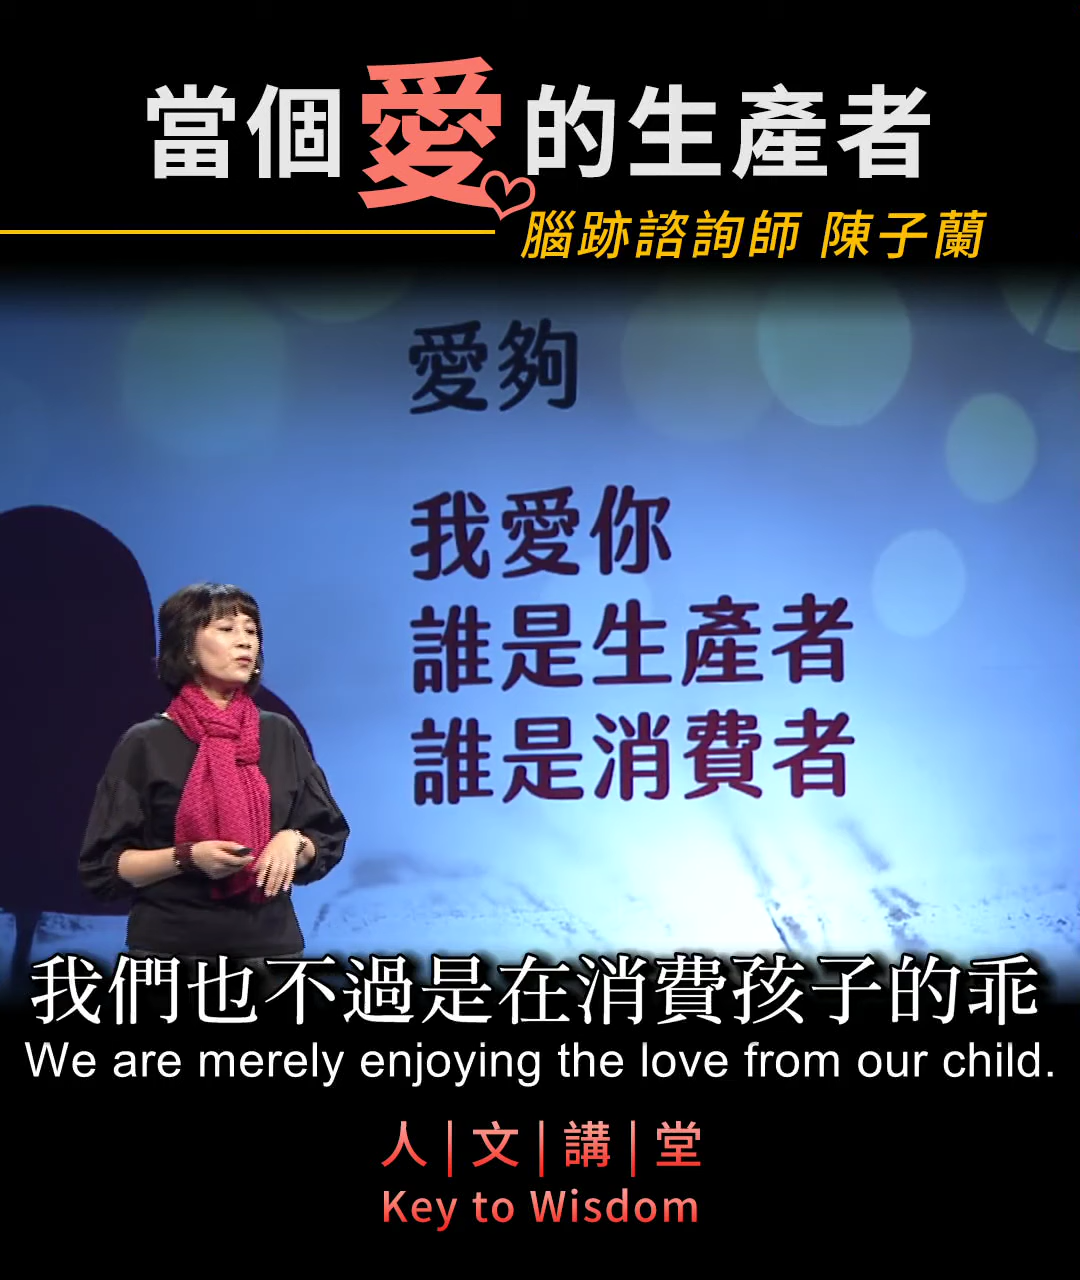 當個愛的生產者
腦跡諮詢師 陳子蘭
愛夠
我愛你
誰是生產者
誰是消費者
我們也不過是在消費孩子的乖
We are merely enjoying the love from our child.
人|文|講|堂
Key to Wisdom